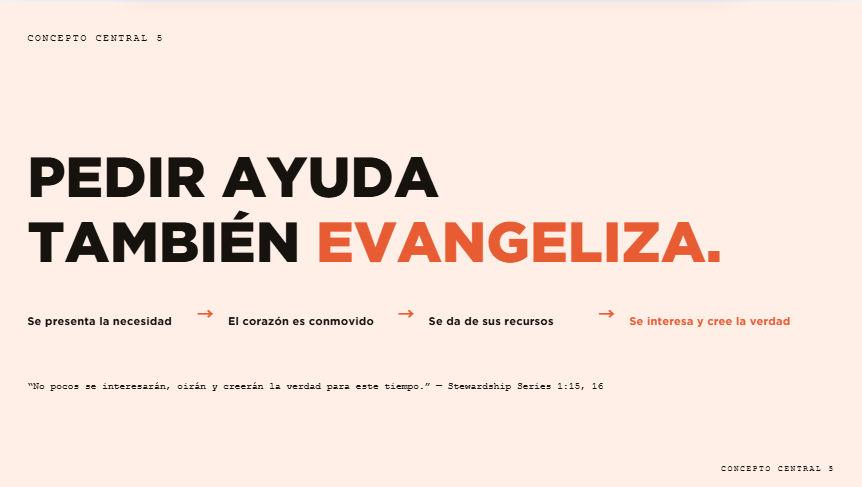 CONCEPTO CENTRAL 5
PEDIR AYUDA
TAMBIÉN EVANGELIZA.
Se presenta la necesidad → El corazón es conmovido → Se da de sus recursos → Se interesa y cree la verdad
“No pocos se interesarán, oirán y creerán la verdad para este tiempo.” — Stewardship Series 1:15, 16
CONCEPTO CENTRAL 5